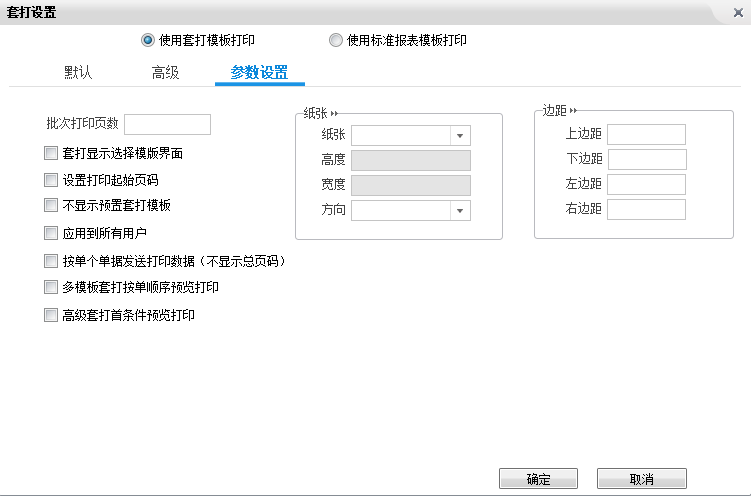 套打设置
使用套打模板打印 使用标准报表模板打印
默认 高级 参数设置
批次打印页数
套打显示选择模版界面
设置打印起始页码
不显示预置套打模板
应用到所有用户
按单个单据发送打印数据（不显示总页码）
多模板套打按单顺序预览打印
高级套打首条件预览打印
纸张
纸张
高度
宽度
方向
边距
上边距
下边距
左边距
右边距
确定 取消